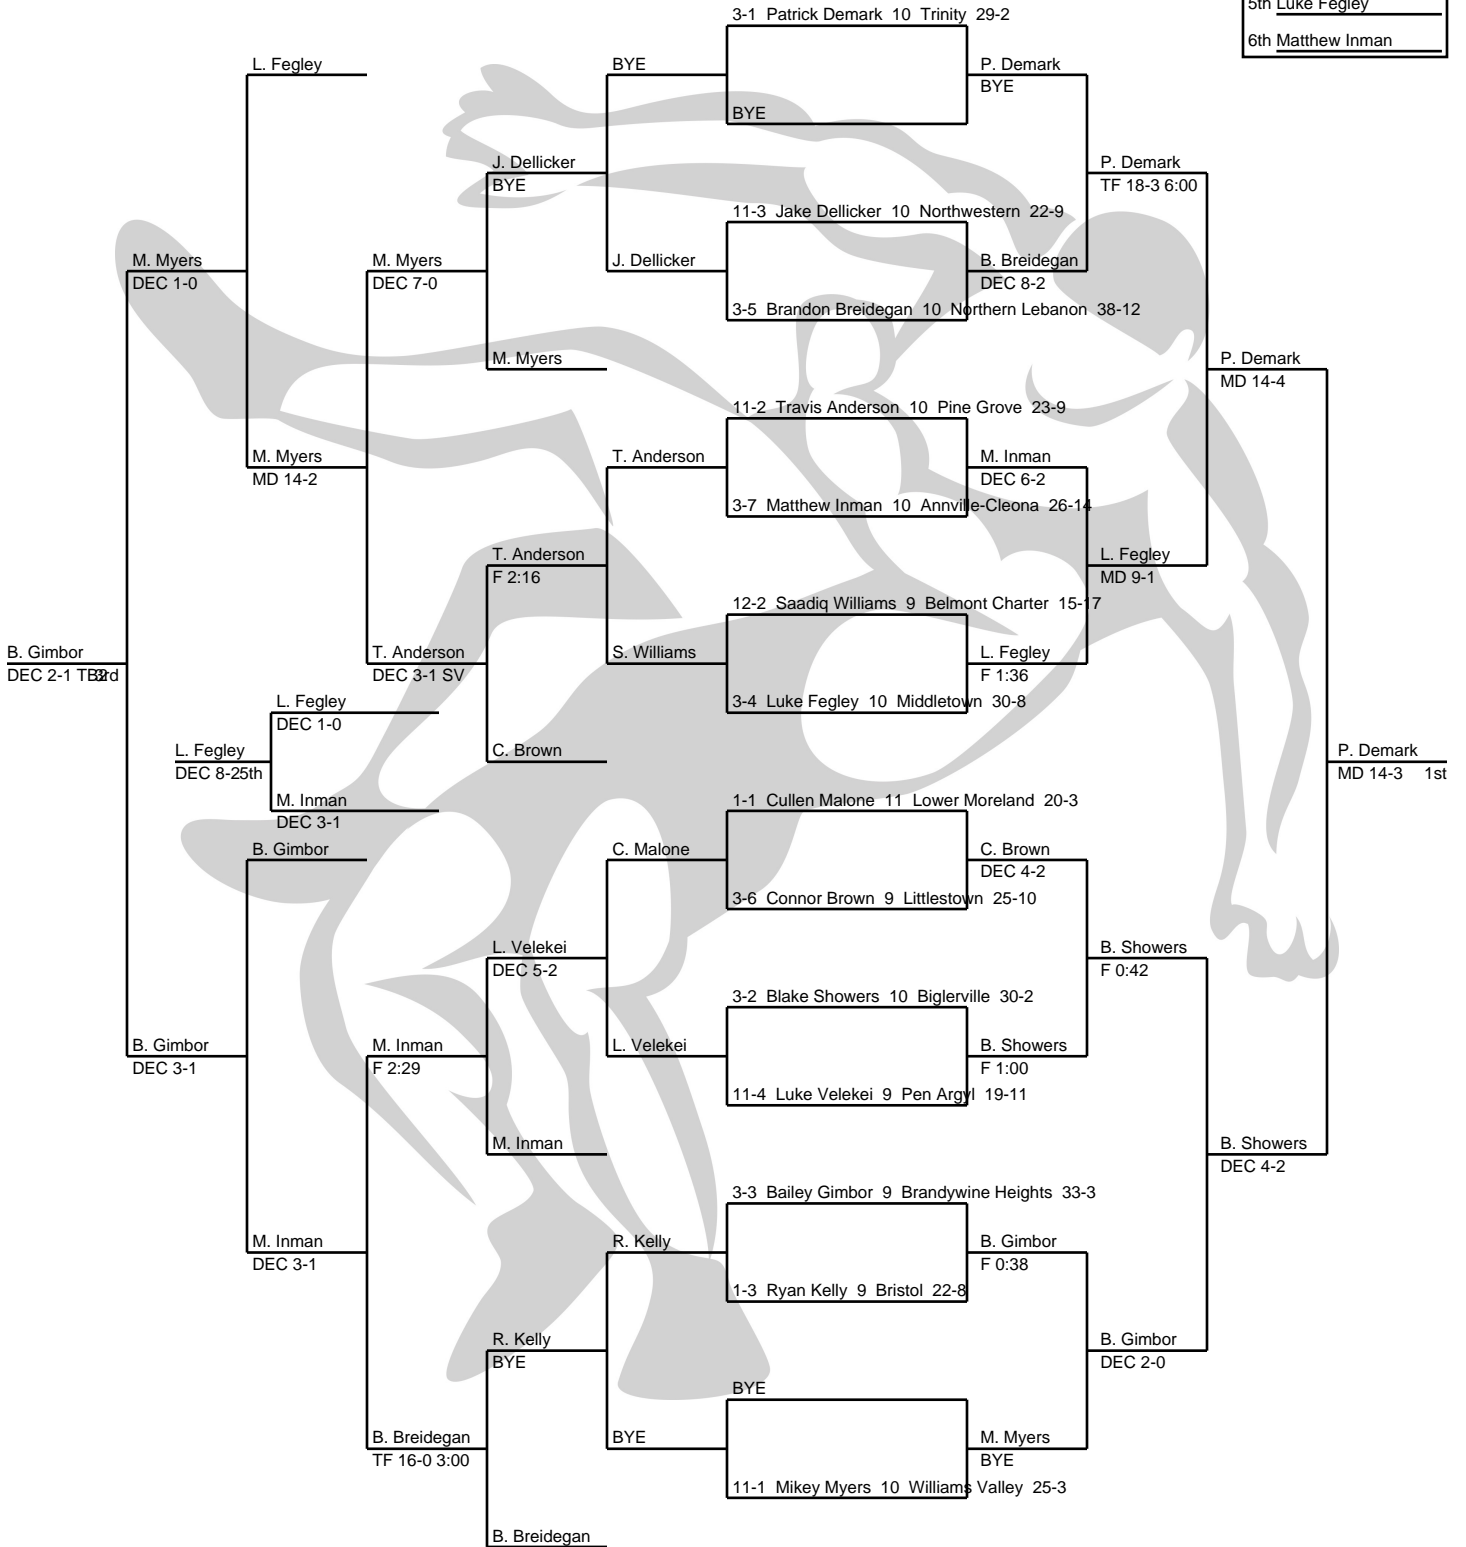 5th Luke Fegley
6th Matthew Inman
3-1 Patrick Demark 10 Trinity 29-2
L. Fegley
BYE
P. Demark
BYE
BYE
J. Dellicker
BYE
P. Demark
TF 18-3 6:00
11-3 Jake Dellicker 10 Northwestern 22-9
M. Myers
DEC 1-0
M. Myers
DEC 7-0
J. Dellicker
B. Breidegan
DEC 8-2
3-5 Brandon Breidegan 10 Northern Lebanon 38-12
M. Myers
P. Demark
MD 14-4
11-2 Travis Anderson 10 Pine Grove 23-9
M. Myers
MD 14-2
T. Anderson
M. Inman
DEC 6-2
3-7 Matthew Inman 10 Annville-Cleona 26-14
T. Anderson
F 2:16
L. Fegley
MD 9-1
12-2 Saadiq Williams 9 Belmont Charter 15-17
B. Gimbor
DEC 2-1 TB2
3rd
T. Anderson
DEC 3-1 SV
S. Williams
L. Fegley
F 1:36
L. Fegley
DEC 1-0
3-4 Luke Fegley 10 Middletown 30-8
L. Fegley
DEC 8-2
5th
C. Brown
P. Demark
MD 14-3 1st
M. Inman
DEC 3-1
1-1 Cullen Malone 11 Lower Moreland 20-3
B. Gimbor
C. Malone
C. Brown
DEC 4-2
3-6 Connor Brown 9 Littlestown 25-10
L. Velekei
DEC 5-2
B. Showers
F 0:42
3-2 Blake Showers 10 Biglerville 30-2
B. Gimbor
DEC 3-1
M. Inman
F 2:29
L. Velekei
B. Showers
F 1:00
11-4 Luke Velekei 9 Pen Argyl 19-11
M. Inman
B. Showers
DEC 4-2
3-3 Bailey Gimbor 9 Brandywine Heights 33-3
M. Inman
DEC 3-1
R. Kelly
B. Gimbor
F 0:38
1-3 Ryan Kelly 9 Bristol 22-8
R. Kelly
BYE
B. Gimbor
DEC 2-0
BYE
B. Breidegan
TF 16-0 3:00
BYE
M. Myers
BYE
11-1 Mikey Myers 10 Williams Valley 25-3
B. Breidegan